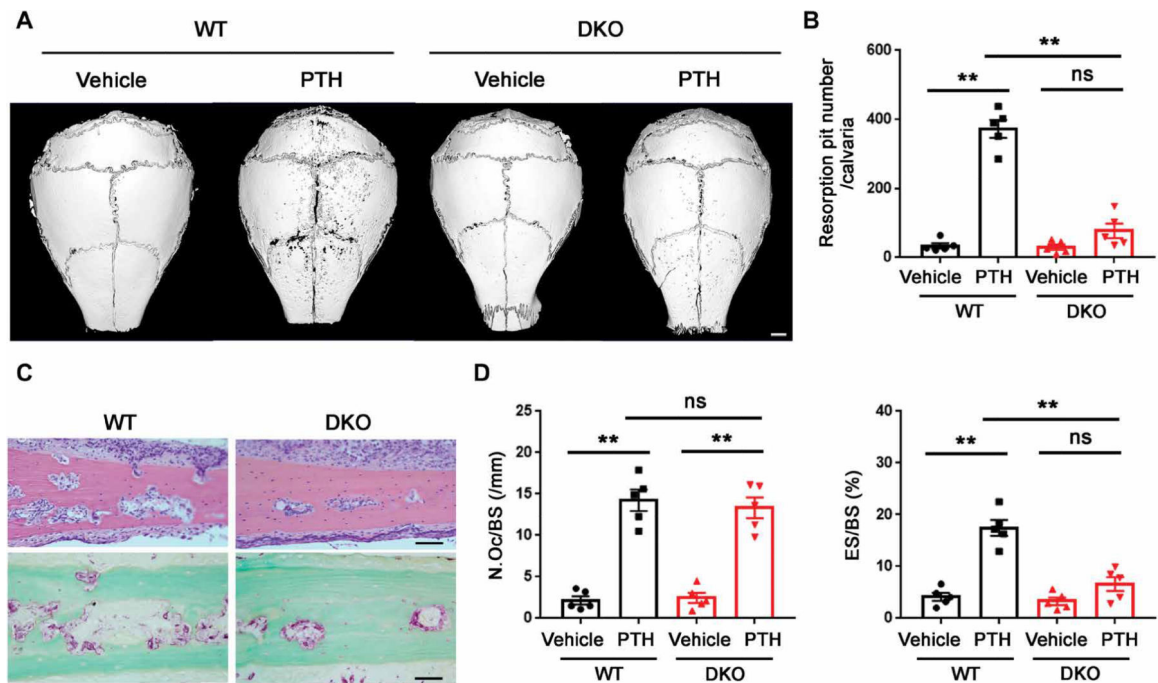 A
WT
DKO
Vehicle
PTH
Vehicle
PTH
B
Resorption pit number
/calvaria
600
400
200
0
**
**
ns
Vehicle
PTH
Vehicle
PTH
WT
DKO
C
WT
DKO
D
N.Oc/BS (/mm)
25
20
15
10
5
0
ns
**
**
Vehicle
PTH
Vehicle
PTH
WT
DKO
ES/BS (%)
40
30
20
10
0
**
**
ns
Vehicle
PTH
Vehicle
PTH
WT
DKO